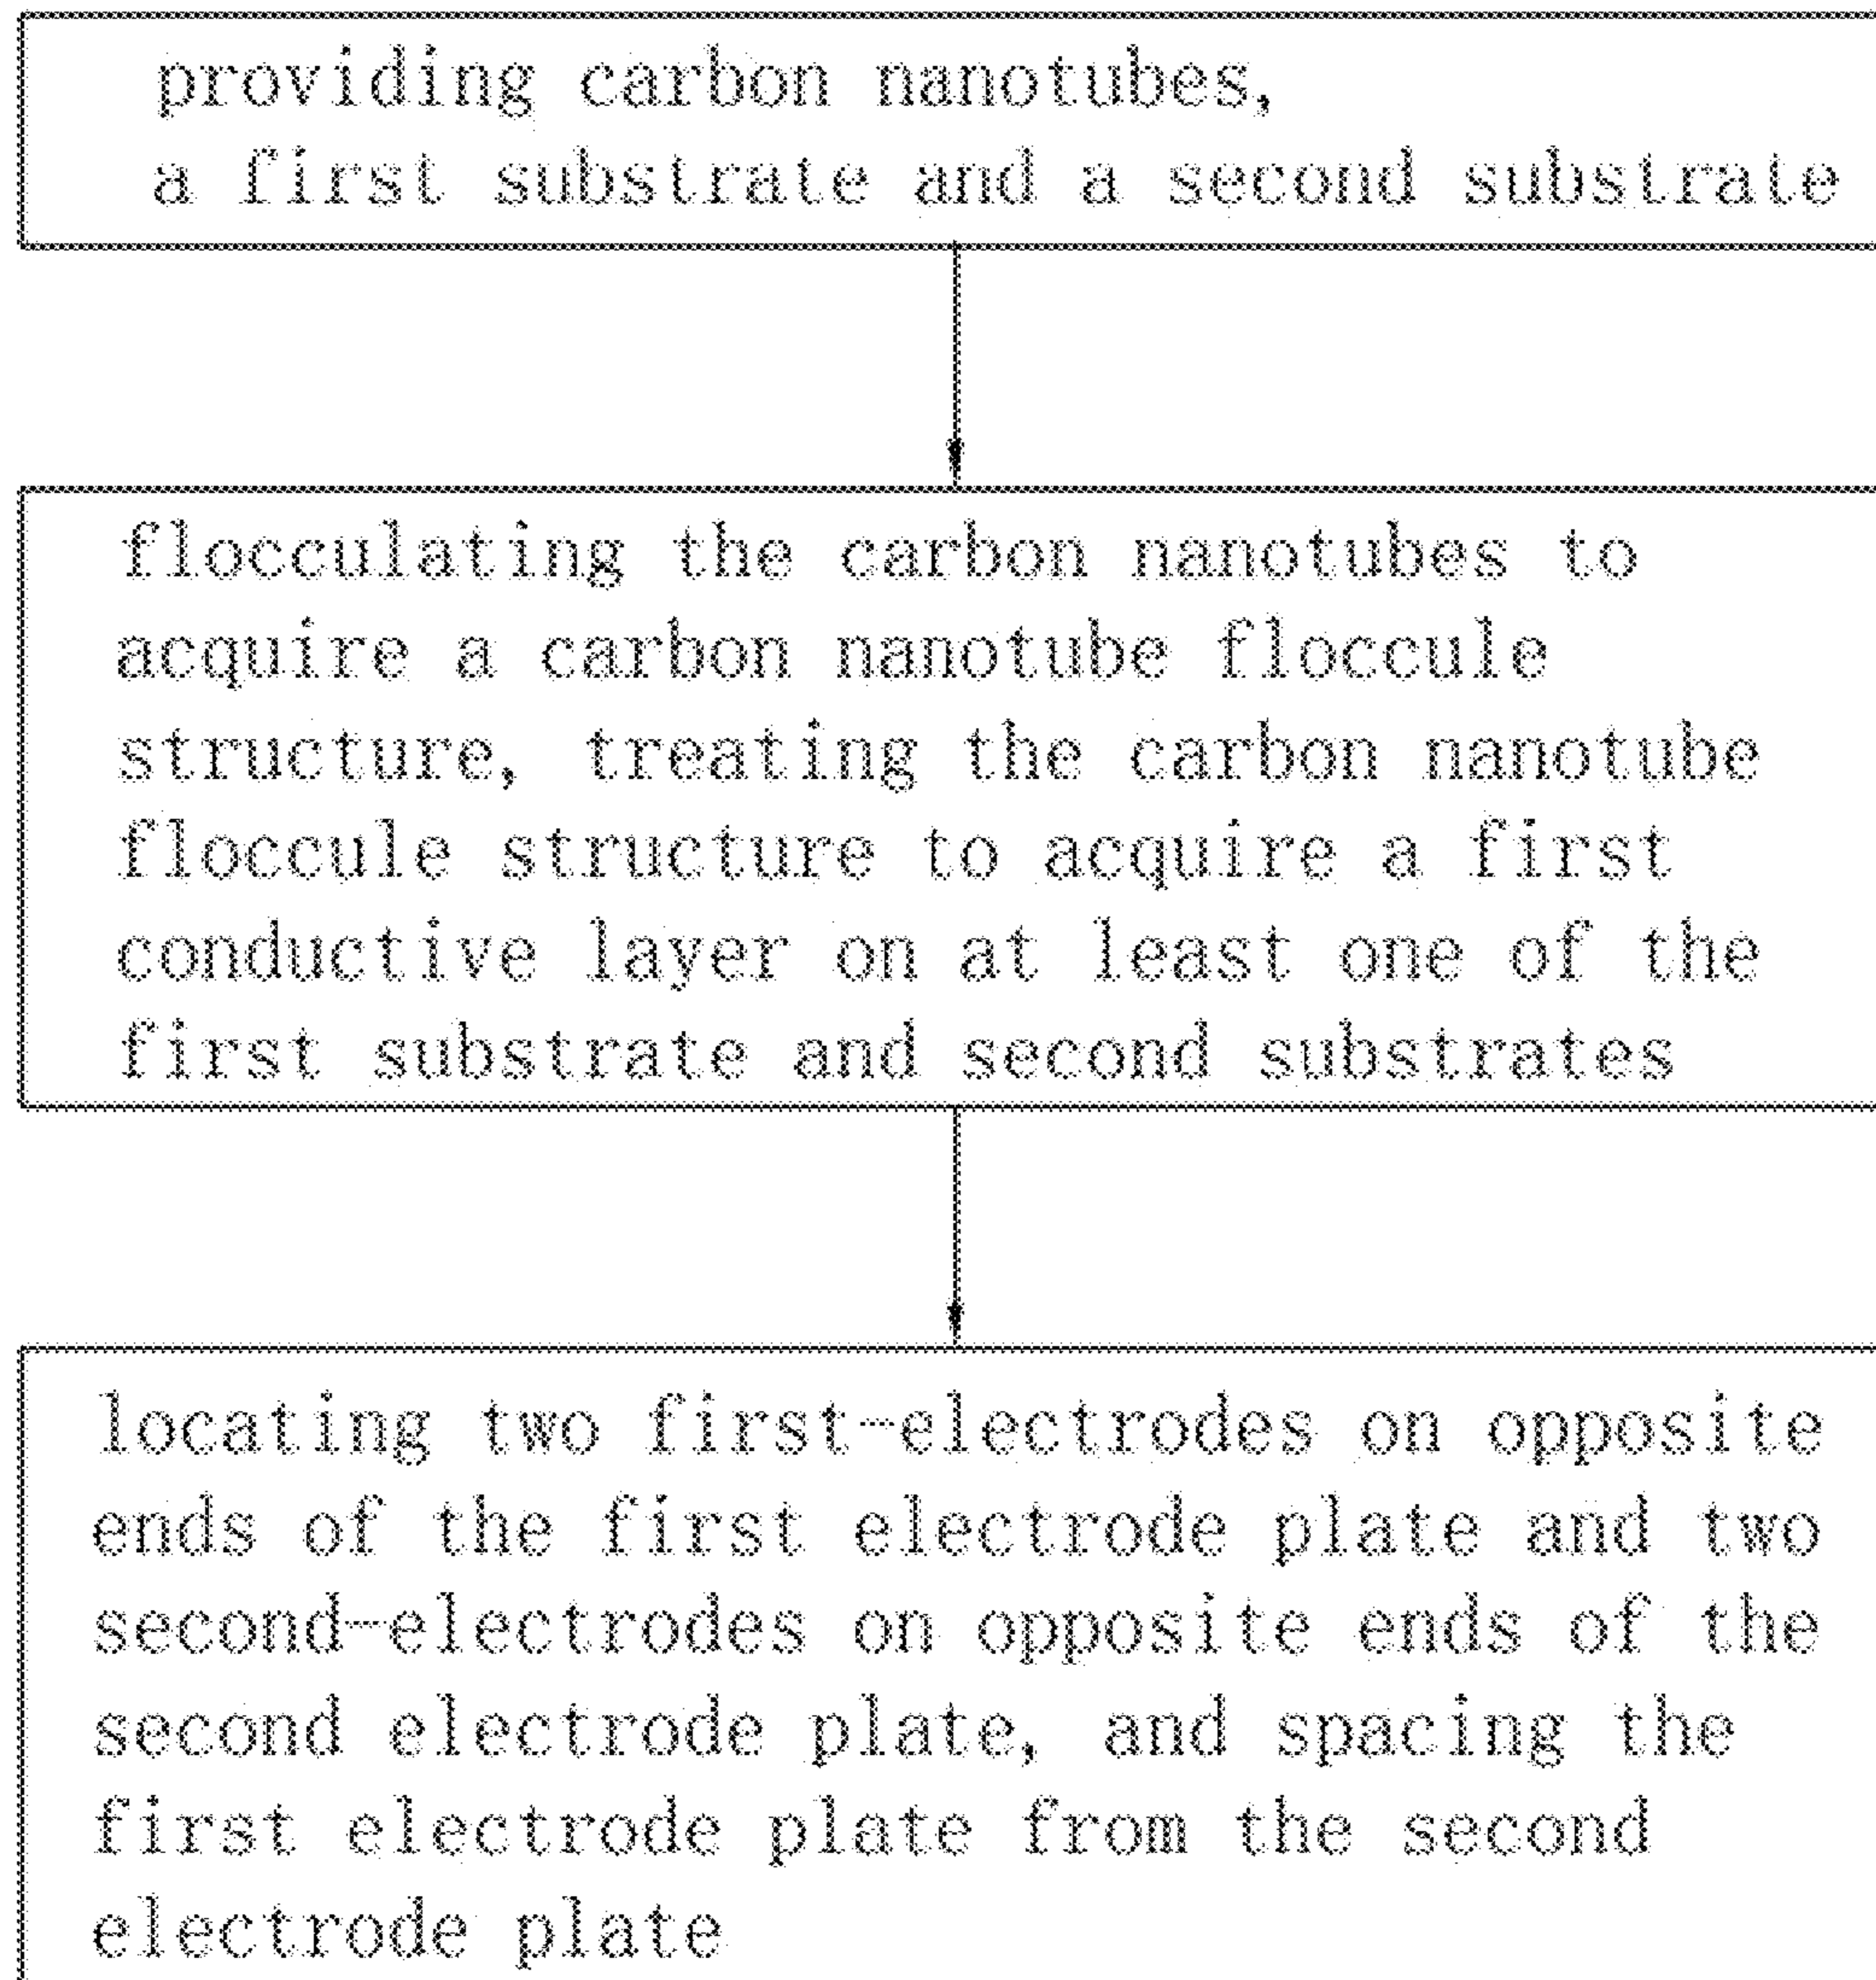 providing carbon nanotubes,
a first substrate and a second substrate
flocculating the carbon nanotubes to
acquire a carbon nanotube floccule
structure, treating the carbon nanotube
floccule structure to acquire a first
conductive layer on at least one of the
first substrate and second substrates
locating two first-electrodes on opposite
ends of the first electrode plate and two
second-electrodes on opposite ends of the
second electrode plate, and spacing the
first electrode plate from the second
electrode plate